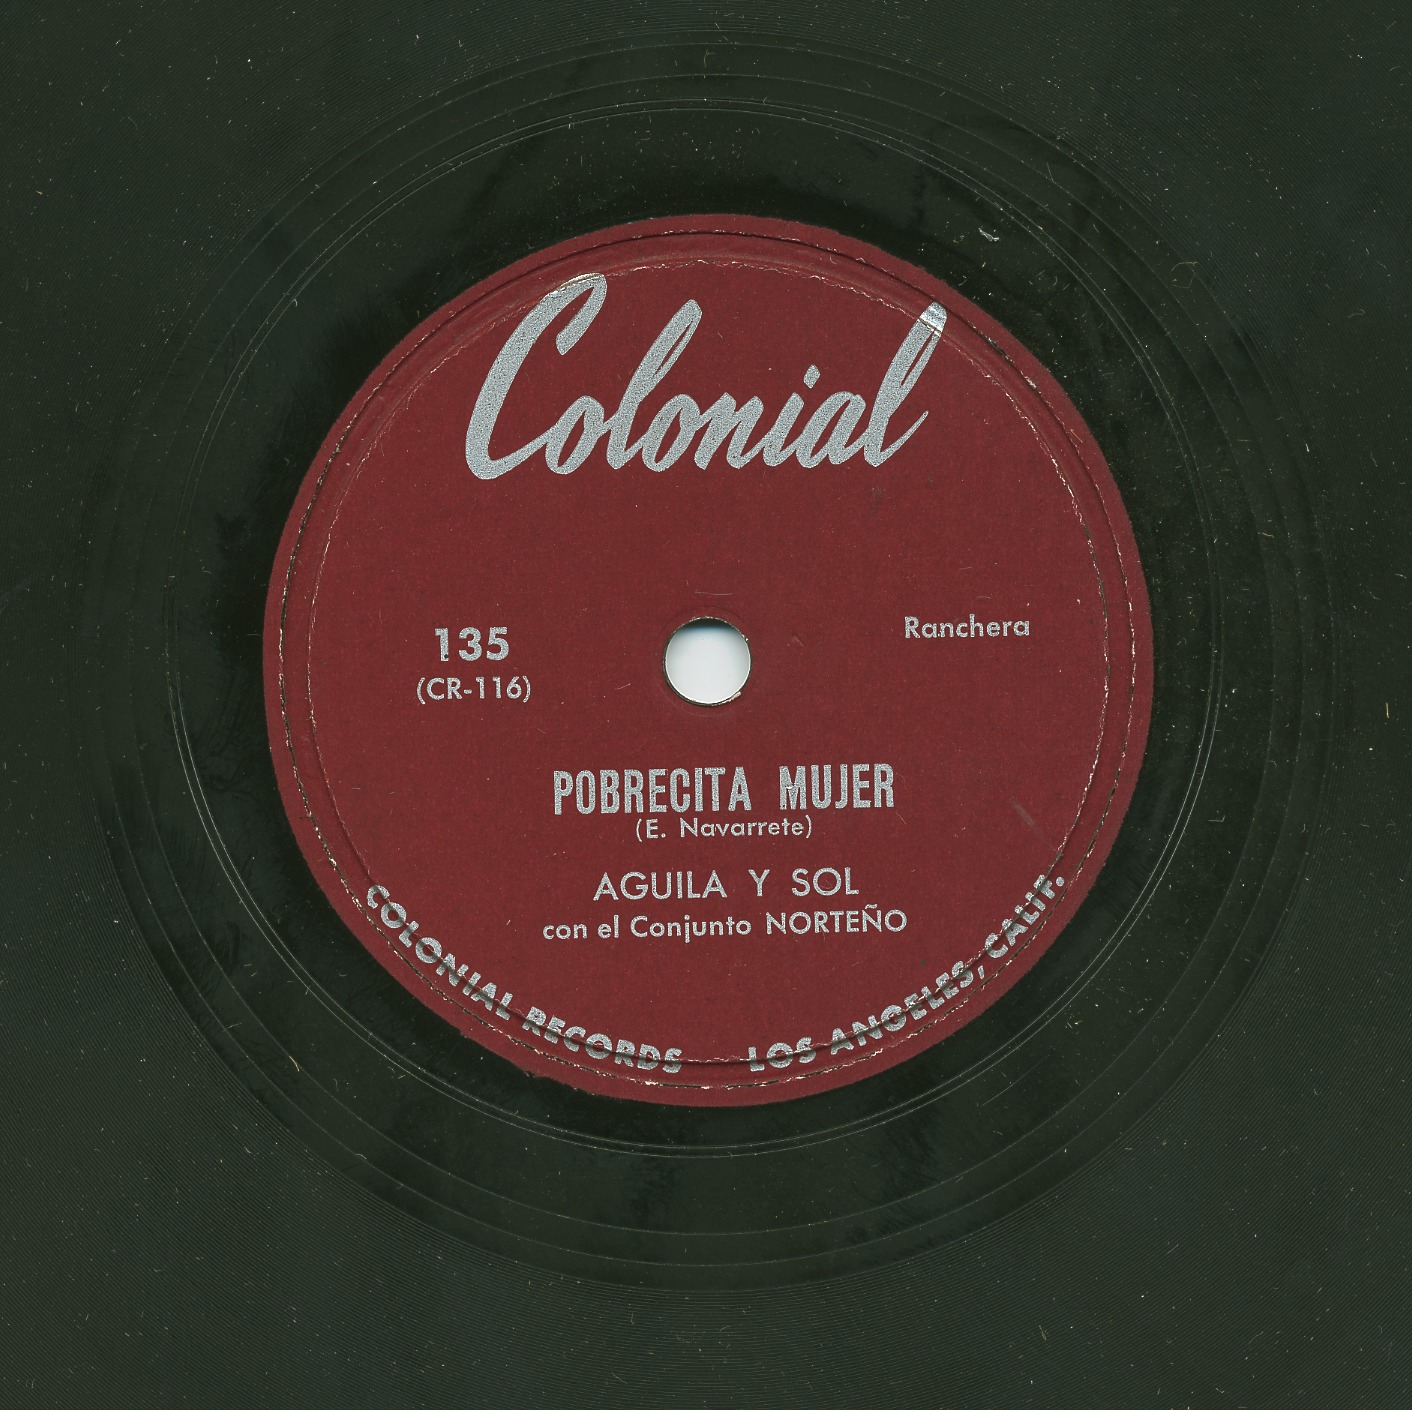 Colonial
135
(CR-116)
Ranchera
POBRECITA MUJER
(E. Navarrete)
AGUILA Y SOL
con el Conjunto NORTEÑO
COLONIAL RECORDS LOS ANGELES, CALIF.